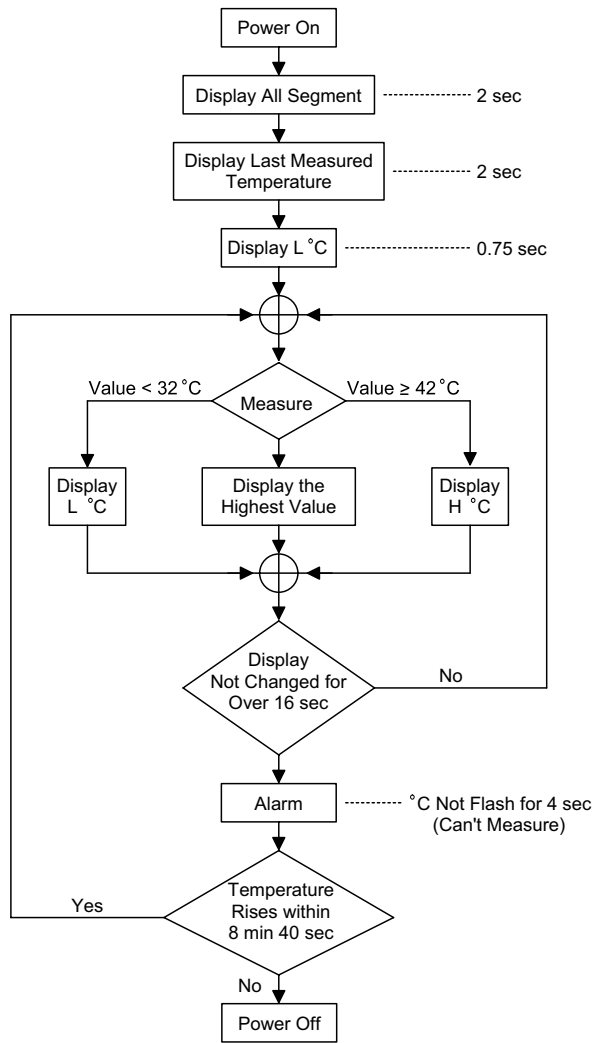 Power On
Display All Segment
2 sec
Display Last Measured
Temperature
2 sec
Display L °C
0.75 sec
Value < 32 °C
Measure
Value ≥ 42 °C
Display
L °C
Display the
Highest Value
Display
H °C
Display
Not Changed for
Over 16 sec
No
Alarm
°C Not Flash for 4 sec
(Can't Measure)
Yes
Temperature
Rises within
8 min 40 sec
No
Power Off